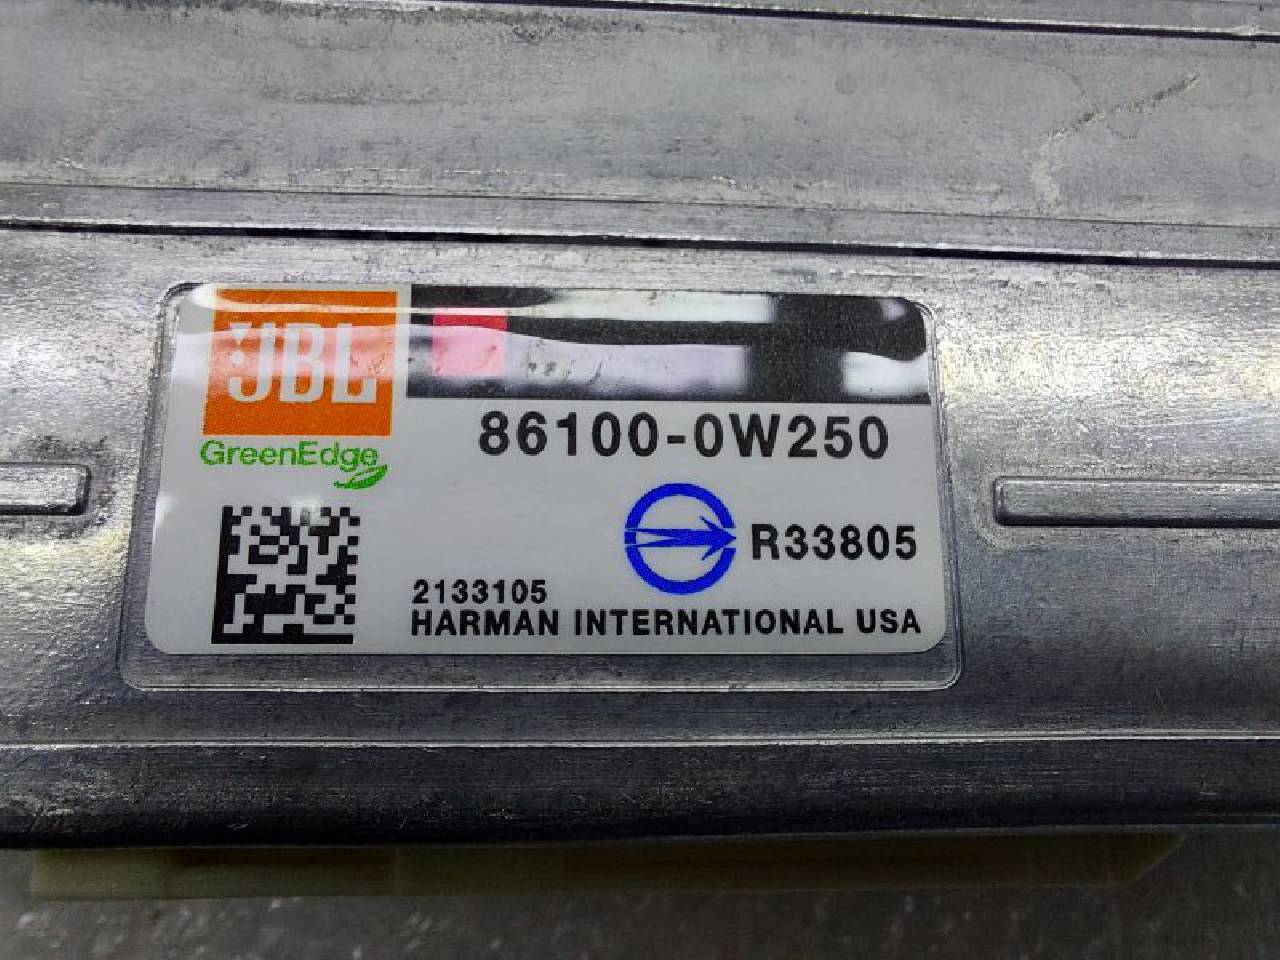 JBL
GreenEdge
86100-0W250
R33805
2133105
HARMAN INTERNATIONAL USA